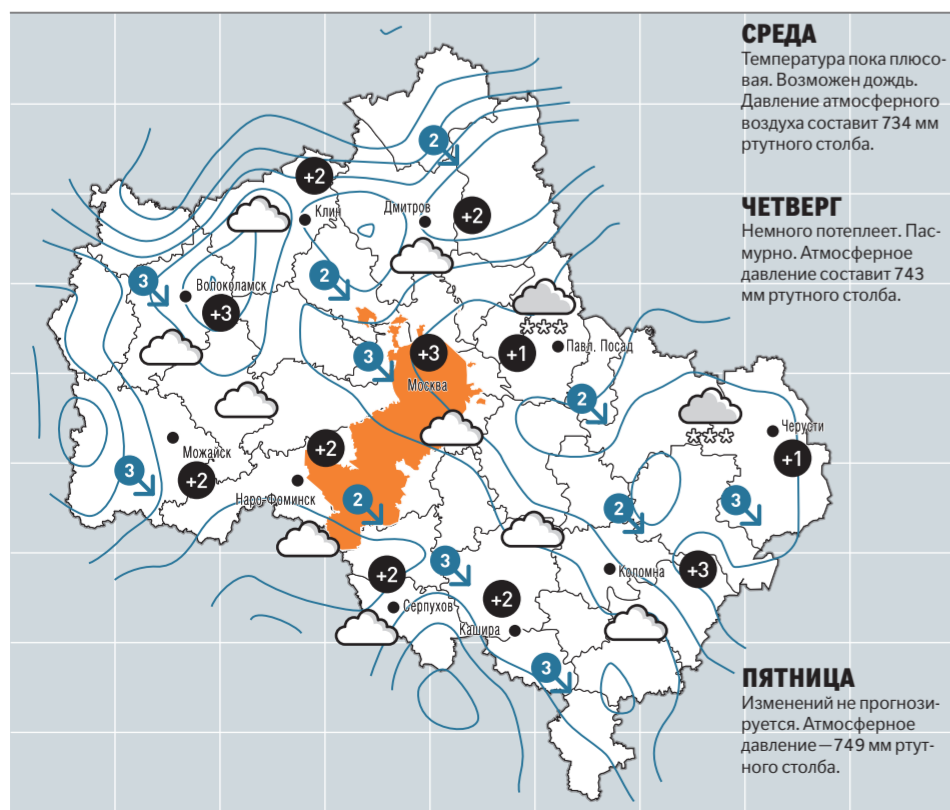 СРЕДА
Температура пока плюсо-
вая. Возможен дождь.
Давление атмосферного
воздуха составит 734 мм
ртутного столба.
ЧЕТВЕРГ
Немного потеплеет. Пас-
мурно. Атмосферное
давление составит 743
мм ртутного столба.
ПЯТНИЦА
Изменений не прогнози-
руется. Атмосферное
давление — 749 мм ртут-
ного столба.
2
+2
Клин
Дмитров
+2
3
Волоколамск
2
+3
+3
Москва
3
+1
Павл. Посад
2
Черусти
+1
Можайск
+2
3
+2
Наро-Фоминск
2
2
3
+2
3
Серпухов
+2
Кашира
Коломна
+3
3